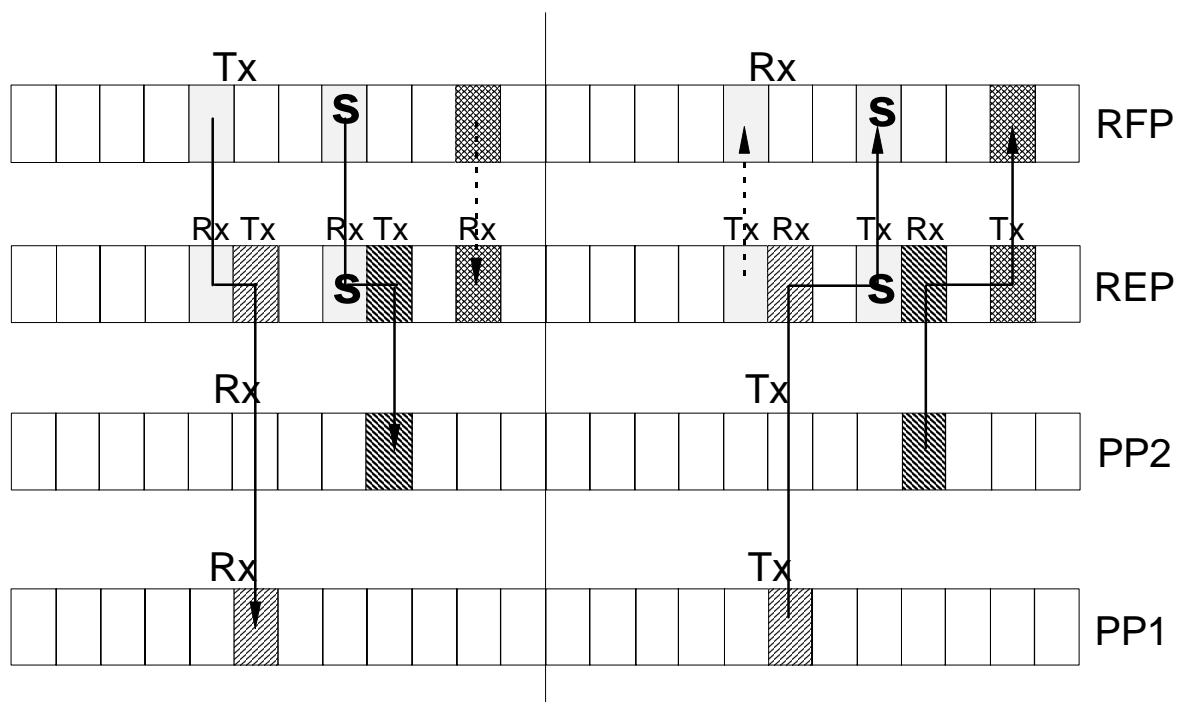 Tx Rx
S S RFP
Rx Tx Rx Tx Rx Tx Rx Tx Rx Tx
S S REP
Rx Tx
PP2
Rx Tx
PP1